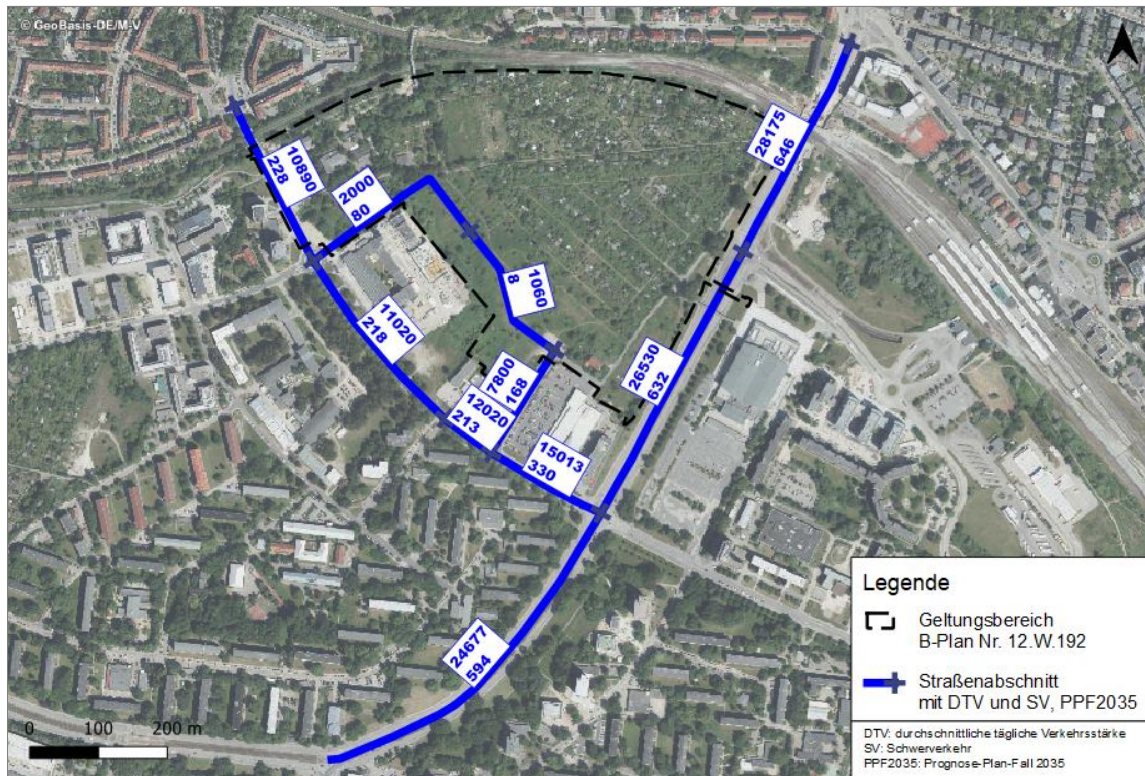 © GeoBasis-DE/M-V
28175
646
10890
228
2000
80
1060
8
11020
218
26530
632
7800
168
12020
213
15013
330
24677
594
0 100 200 m
Legende
Geltungsbereich
B-Plan Nr. 12.W.192
Straßenabschnitt
mit DTV und SV, PPF2035
DTV: durchschnittliche tägliche Verkehrsstärke
SV: Schwerverkehr
PPF2035: Prognose-Plan-Fall 2035